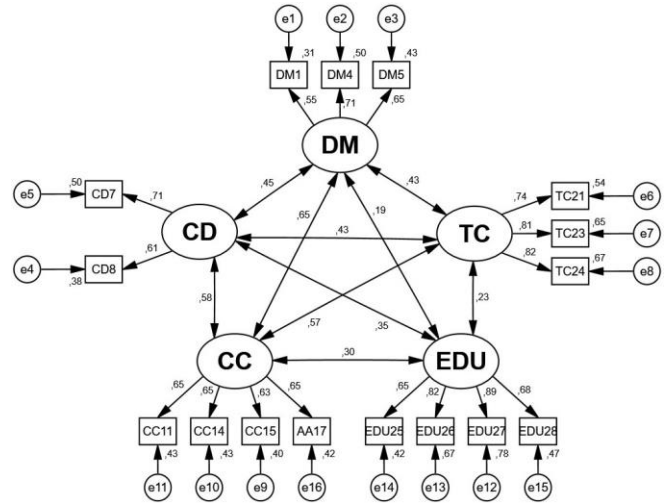 e1 e2 e3
,31 ,50 ,43
DM1 DM4 DM5
,55 ,71 ,65
DM
e5 ,50 CD7 ,71
,45 ,43
,74 TC21 ,54 e6
,65 ,19
CD ,43 TC
,81 TC23 ,65 e7
e4 ,38 CD8 ,61
,82 TC24 ,67 e8
,58 ,57 ,35 ,23
CC ,30 EDU
,65 ,65 ,63 ,65 ,65 ,82 ,89 ,68
CC11 CC14 CC15 AA17 EDU25 EDU26 EDU27 EDU28
,43 ,43 ,40 ,42 ,42 ,67 ,78 ,47
e11 e10 e9 e16 e14 e13 e12 e15